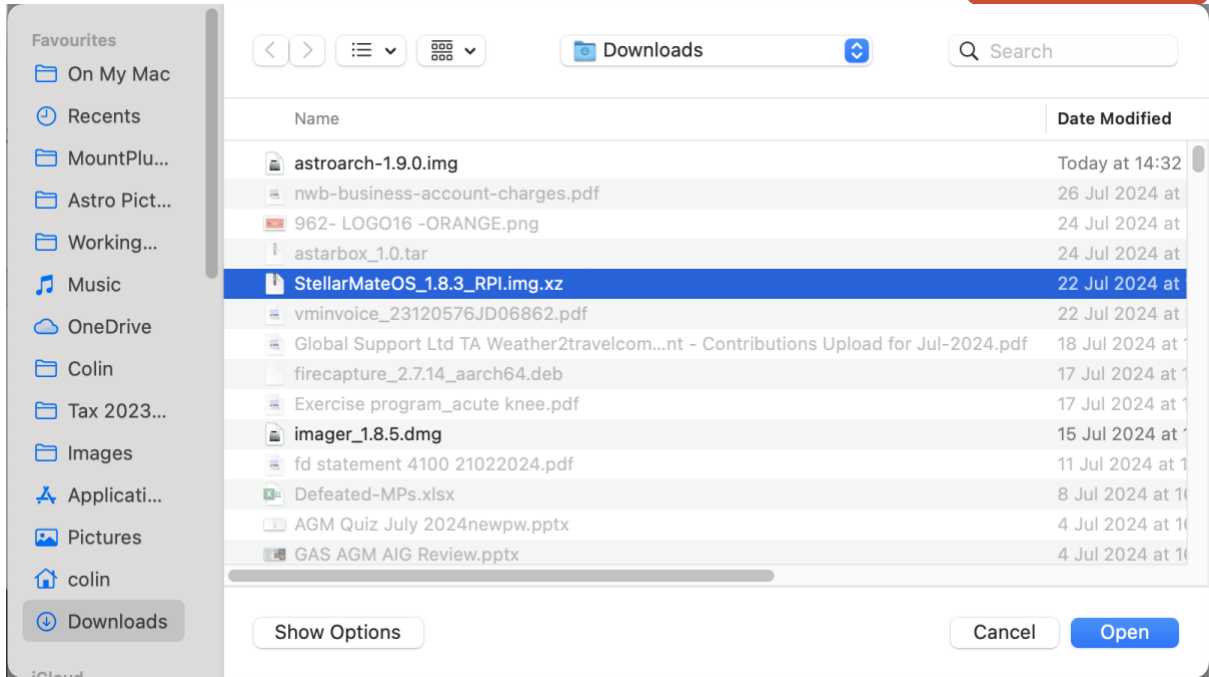 Favourites
On My Mac
Recents
MountPlu...
Astro Pict...
Working...
Music
OneDrive
Colin
Tax 2023...
Images
Applicati...
Pictures
colin
Downloads
iCloud
Downloads
Search
Name Date Modified
astroarch-1.9.0.img Today at 14:32
nwb-business-account-charges.pdf 26 Jul 2024 at
962- LOGO16 -ORANGE.png 24 Jul 2024 at
astarbox_1.0.tar 24 Jul 2024 at
StellarMateOS_1.8.3_RPI.img.xz 22 Jul 2024 at
vminvoice_23120576JD06862.pdf 22 Jul 2024 at
Global Support Ltd TA Weather2travelcom...nt - Contributions Upload for Jul-2024.pdf 18 Jul 2024 at
firecapture_2.7.14_aarch64.deb 17 Jul 2024 at
Exercise program_acute knee.pdf 17 Jul 2024 at
imager_1.8.5.dmg 15 Jul 2024 at
fd statement 4100 21022024.pdf 11 Jul 2024 at
Defeated-MPs.xlsx 8 Jul 2024 at
AGM Quiz July 2024newpw.pptx 4 Jul 2024 at
GAS AGM AIG Review.pptx 4 Jul 2024 at
Show Options Cancel Open